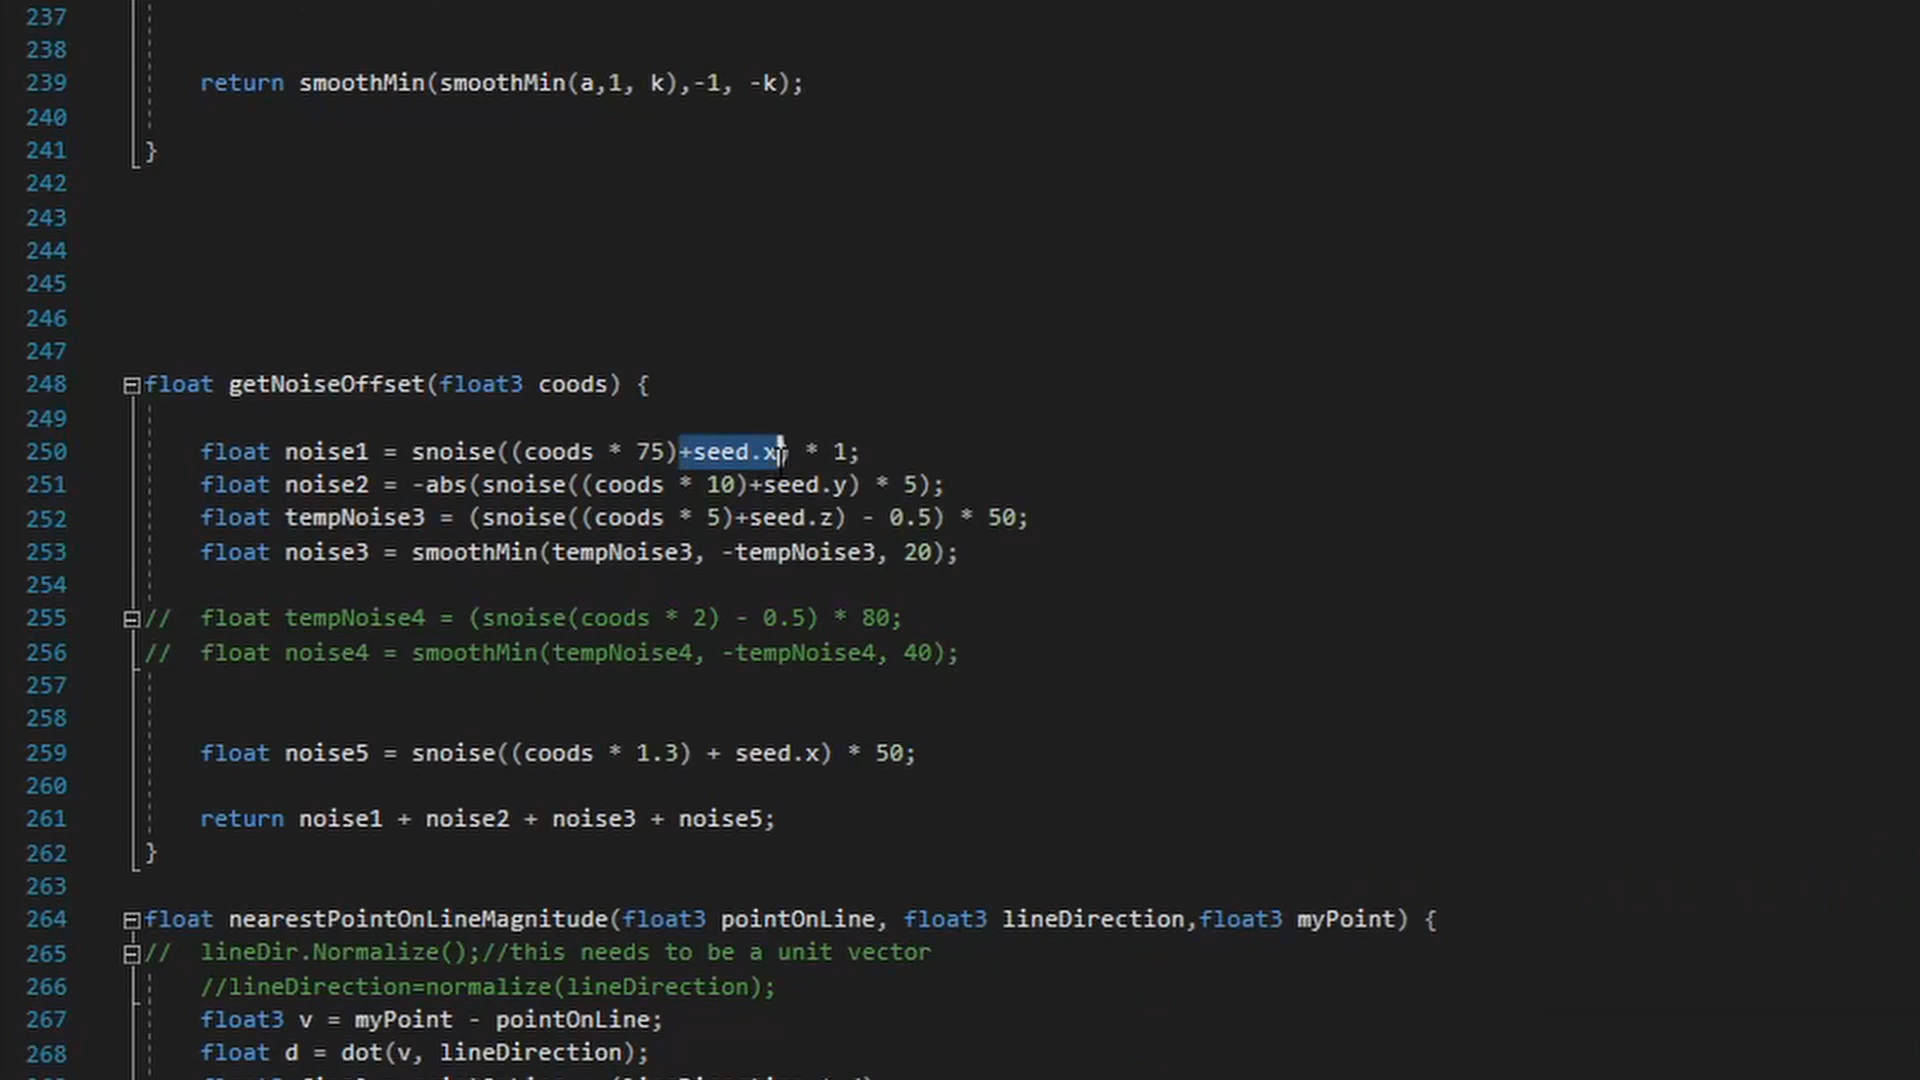 237
238
239 return smoothMin(smoothMin(a,1, k),-1, -k);
240
241 }
242
243
244
245
246
247
248 float getNoiseOffset(float3 coods) {
249
250 float noise1 = snoise((coods * 75)+seed.x) * 1;
251 float noise2 = -abs(snoise((coods * 10)+seed.y) * 5);
252 float tempNoise3 = (snoise((coods * 5)+seed.z) - 0.5) * 50;
253 float noise3 = smoothMin(tempNoise3, -tempNoise3, 20);
254
255 // float tempNoise4 = (snoise(coods * 2) - 0.5) * 80;
256 // float noise4 = smoothMin(tempNoise4, -tempNoise4, 40);
257
258
259 float noise5 = snoise((coods * 1.3) + seed.x) * 50;
260
261 return noise1 + noise2 + noise3 + noise5;
262 }
263
264 float nearestPointOnLineMagnitude(float3 pointOnLine, float3 lineDirection,float3 myPoint) {
265 // lineDir.Normalize();//this needs to be a unit vector
266 //lineDirection=normalize(lineDirection);
267 float3 v = myPoint - pointOnLine;
268 float d = dot(v, lineDirection);